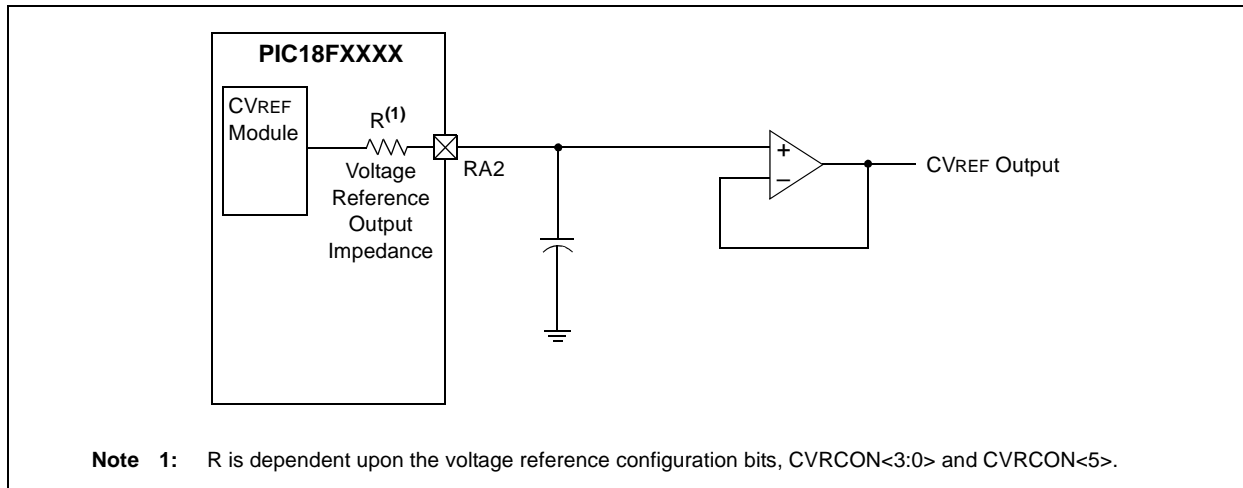 PIC18FXXXX
CVREF
Module
R(1)
Voltage
Reference
Output
Impedance
RA2
+
–
CVREF Output
Note 1: R is dependent upon the voltage reference configuration bits, CVRCON<3:0> and CVRCON<5>.